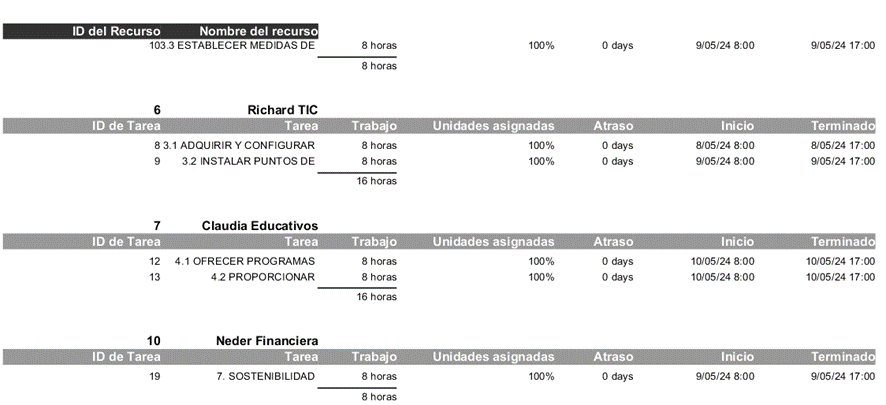 ID del Recurso Nombre del recurso
10 3.3 ESTABLECER MEDIDAS DE 8 horas 100% 0 days 9/05/24 8:00 9/05/24 17:00
8 horas
6 Richard TIC
ID de Tarea Tarea Trabajo Unidades asignadas Atraso Inicio Terminado
8 3.1 ADQUIRIR Y CONFIGURAR 8 horas 100% 0 days 8/05/24 8:00 8/05/24 17:00
9 3.2 INSTALAR PUNTOS DE 8 horas 100% 0 days 9/05/24 8:00 9/05/24 17:00
16 horas
7 Claudia Educativos
ID de Tarea Tarea Trabajo Unidades asignadas Atraso Inicio Terminado
12 4.1 OFRECER PROGRAMAS 8 horas 100% 0 days 10/05/24 8:00 10/05/24 17:00
13 4.2 PROPORCIONAR 8 horas 100% 0 days 10/05/24 8:00 10/05/24 17:00
16 horas
10 Neder Financiera
ID de Tarea Tarea Trabajo Unidades asignadas Atraso Inicio Terminado
19 7. SOSTENIBILIDAD 8 horas 100% 0 days 9/05/24 8:00 9/05/24 17:00
8 horas